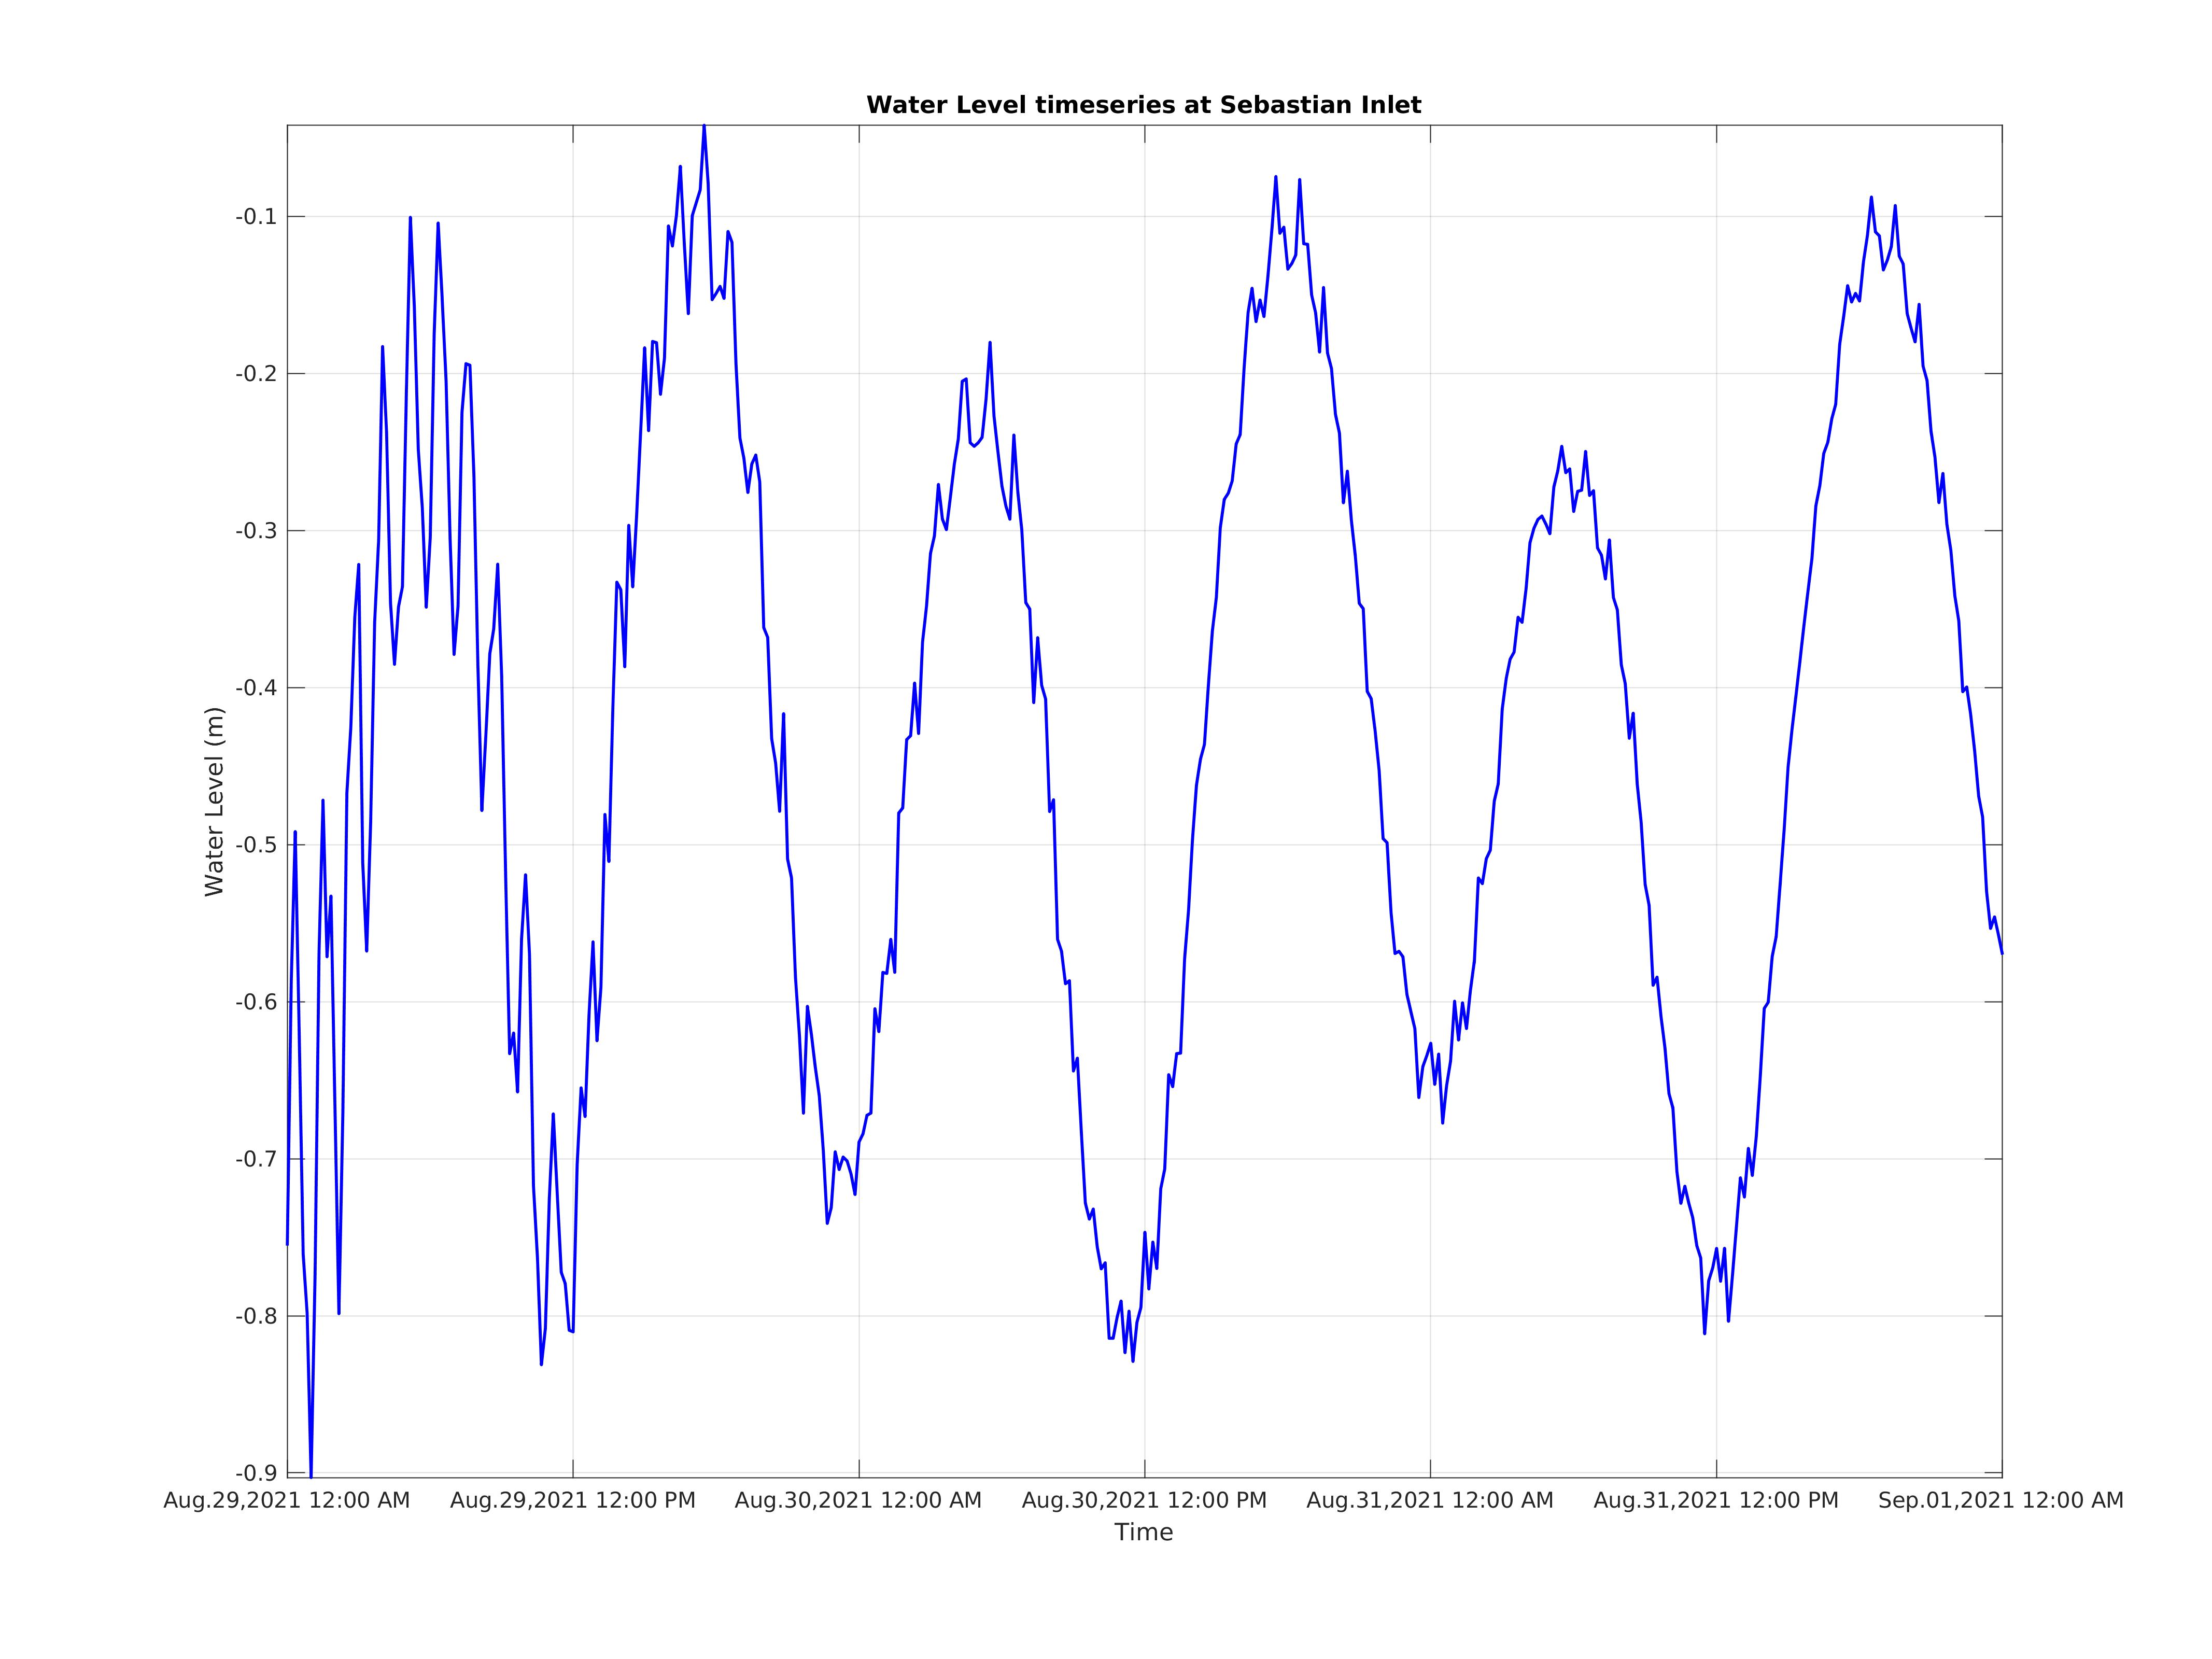 Water Level timeseries at Sebastian Inlet
-0.1
-0.2
-0.3
-0.4
-0.5
-0.6
-0.7
-0.8
-0.9
Water Level (m)
Aug.29,2021 12:00 AM Aug.29,2021 12:00 PM Aug.30,2021 12:00 AM Aug.30,2021 12:00 PM Aug.31,2021 12:00 AM Aug.31,2021 12:00 PM Sep.01,2021 12:00 AM
Time